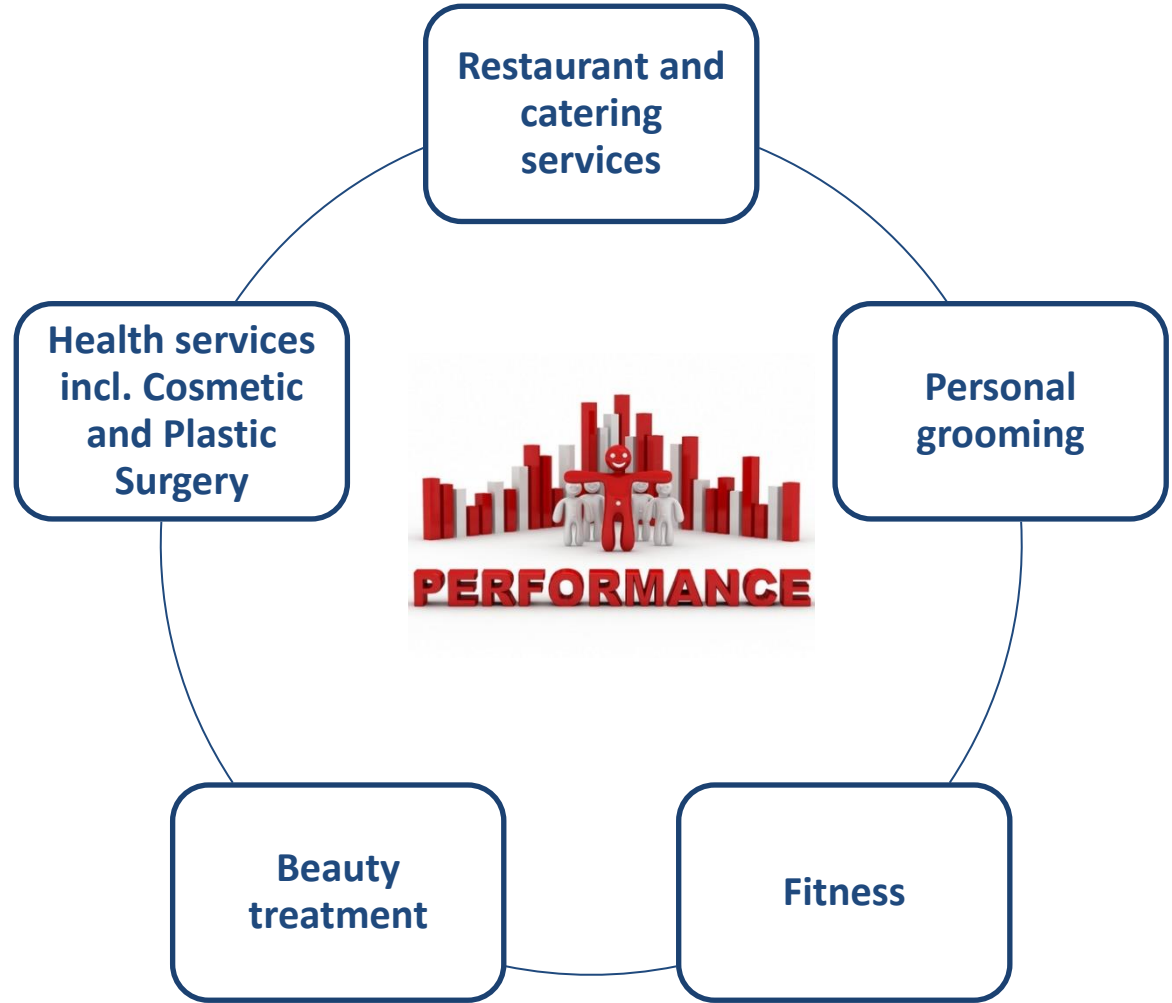 Restaurant and
catering
services
Health services
incl. Cosmetic
and Plastic
Surgery
Personal
grooming
PERFORMANCE
Beauty
treatment
Fitness